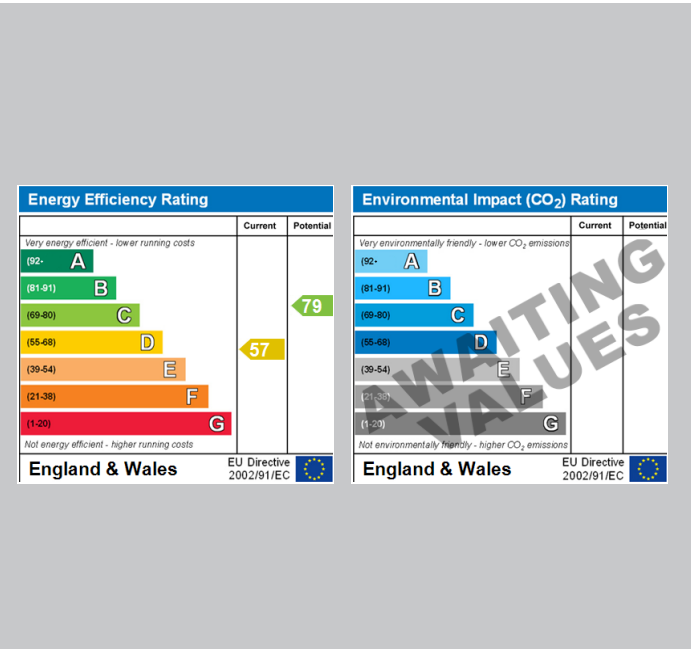 Energy Efficiency Rating
Current Potential
Very energy efficient - lower running costs
(92- A
(81-91) B
(69-80) C
79
(55-68) D
57
(39-54) E
(21-38) F
(1-20) G
Not energy efficient - higher running costs
England & Wales
EU Directive
2002/91/EC
Environmental Impact (CO2) Rating
Current Potential
Very environmentally friendly - lower CO2 emissions
(92- A
(81-91) B
(69-80) C
(55-68) D
(39-54) E
(21-38) F
(1-20) G
AWAITING
VALUES
Not environmentally friendly - higher CO2 emissions
England & Wales
EU Directive
2002/91/EC